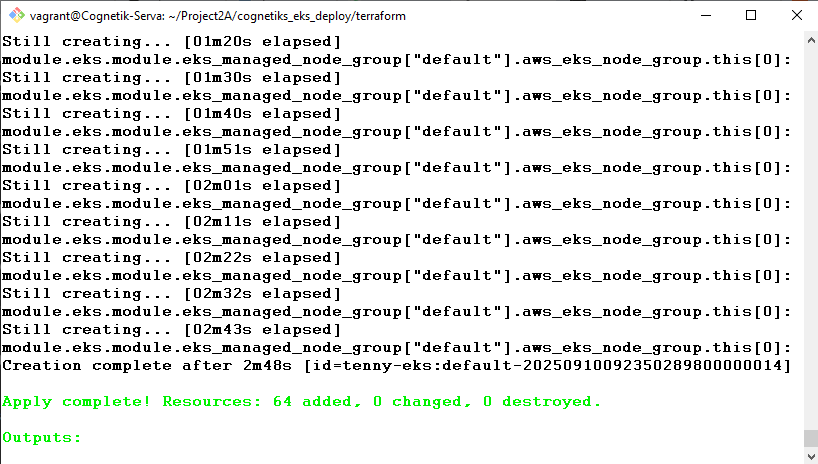 vagrant@Cognetik-Serva: ~/Project2A/cognetiks_eks_deploy/terraform
Still creating... [01m20s elapsed]
module.eks.module.eks_managed_node_group["default"].aws_eks_node_group.this[0]:
Still creating... [01m30s elapsed]
module.eks.module.eks_managed_node_group["default"].aws_eks_node_group.this[0]:
Still creating... [01m40s elapsed]
module.eks.module.eks_managed_node_group["default"].aws_eks_node_group.this[0]:
Still creating... [01m51s elapsed]
module.eks.module.eks_managed_node_group["default"].aws_eks_node_group.this[0]:
Still creating... [02m01s elapsed]
module.eks.module.eks_managed_node_group["default"].aws_eks_node_group.this[0]:
Still creating... [02m11s elapsed]
module.eks.module.eks_managed_node_group["default"].aws_eks_node_group.this[0]:
Still creating... [02m22s elapsed]
module.eks.module.eks_managed_node_group["default"].aws_eks_node_group.this[0]:
Still creating... [02m32s elapsed]
module.eks.module.eks_managed_node_group["default"].aws_eks_node_group.this[0]:
Still creating... [02m43s elapsed]
module.eks.module.eks_managed_node_group["default"].aws_eks_node_group.this[0]:
Creation complete after 2m48s [id=tenny-eks:default-20250910092350289800000014]
Apply complete! Resources: 64 added, 0 changed, 0 destroyed.
Outputs: